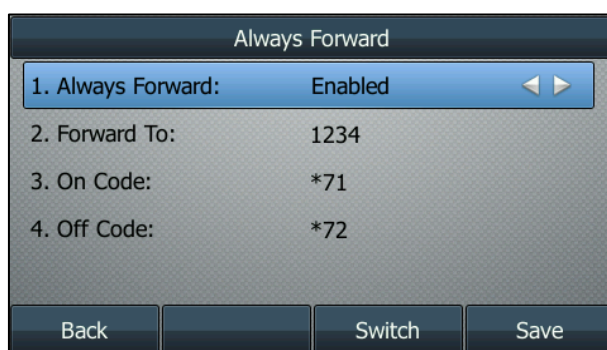 Always Forward
1. Always Forward: Enabled
2. Forward To: 1234
3. On Code: *71
4. Off Code: *72
Back Switch Save